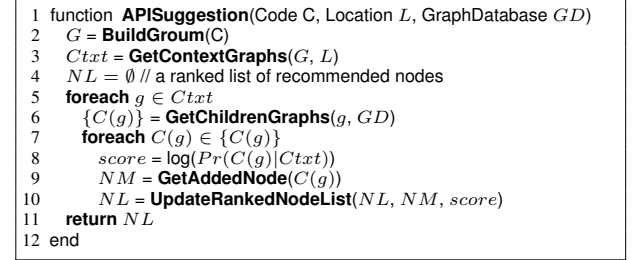 1 function APISuggestion(Code C, Location L, GraphDatabase GD)
2 G = BuildGroum(C)
3 Ctxt = GetContextGraphs(G, L)
4 NL = ∅ // a ranked list of recommended nodes
5 foreach g ∈ Ctxt
6 {C(g)} = GetChildrenGraphs(g, GD)
7 foreach C(g) ∈ {C(g)}
8 score = log(Pr(C(g)|Ctxt))
9 NM = GetAddedNode(C(g))
10 NL = UpdateRankedNodeList(NL, NM, score)
11 return NL
12 end